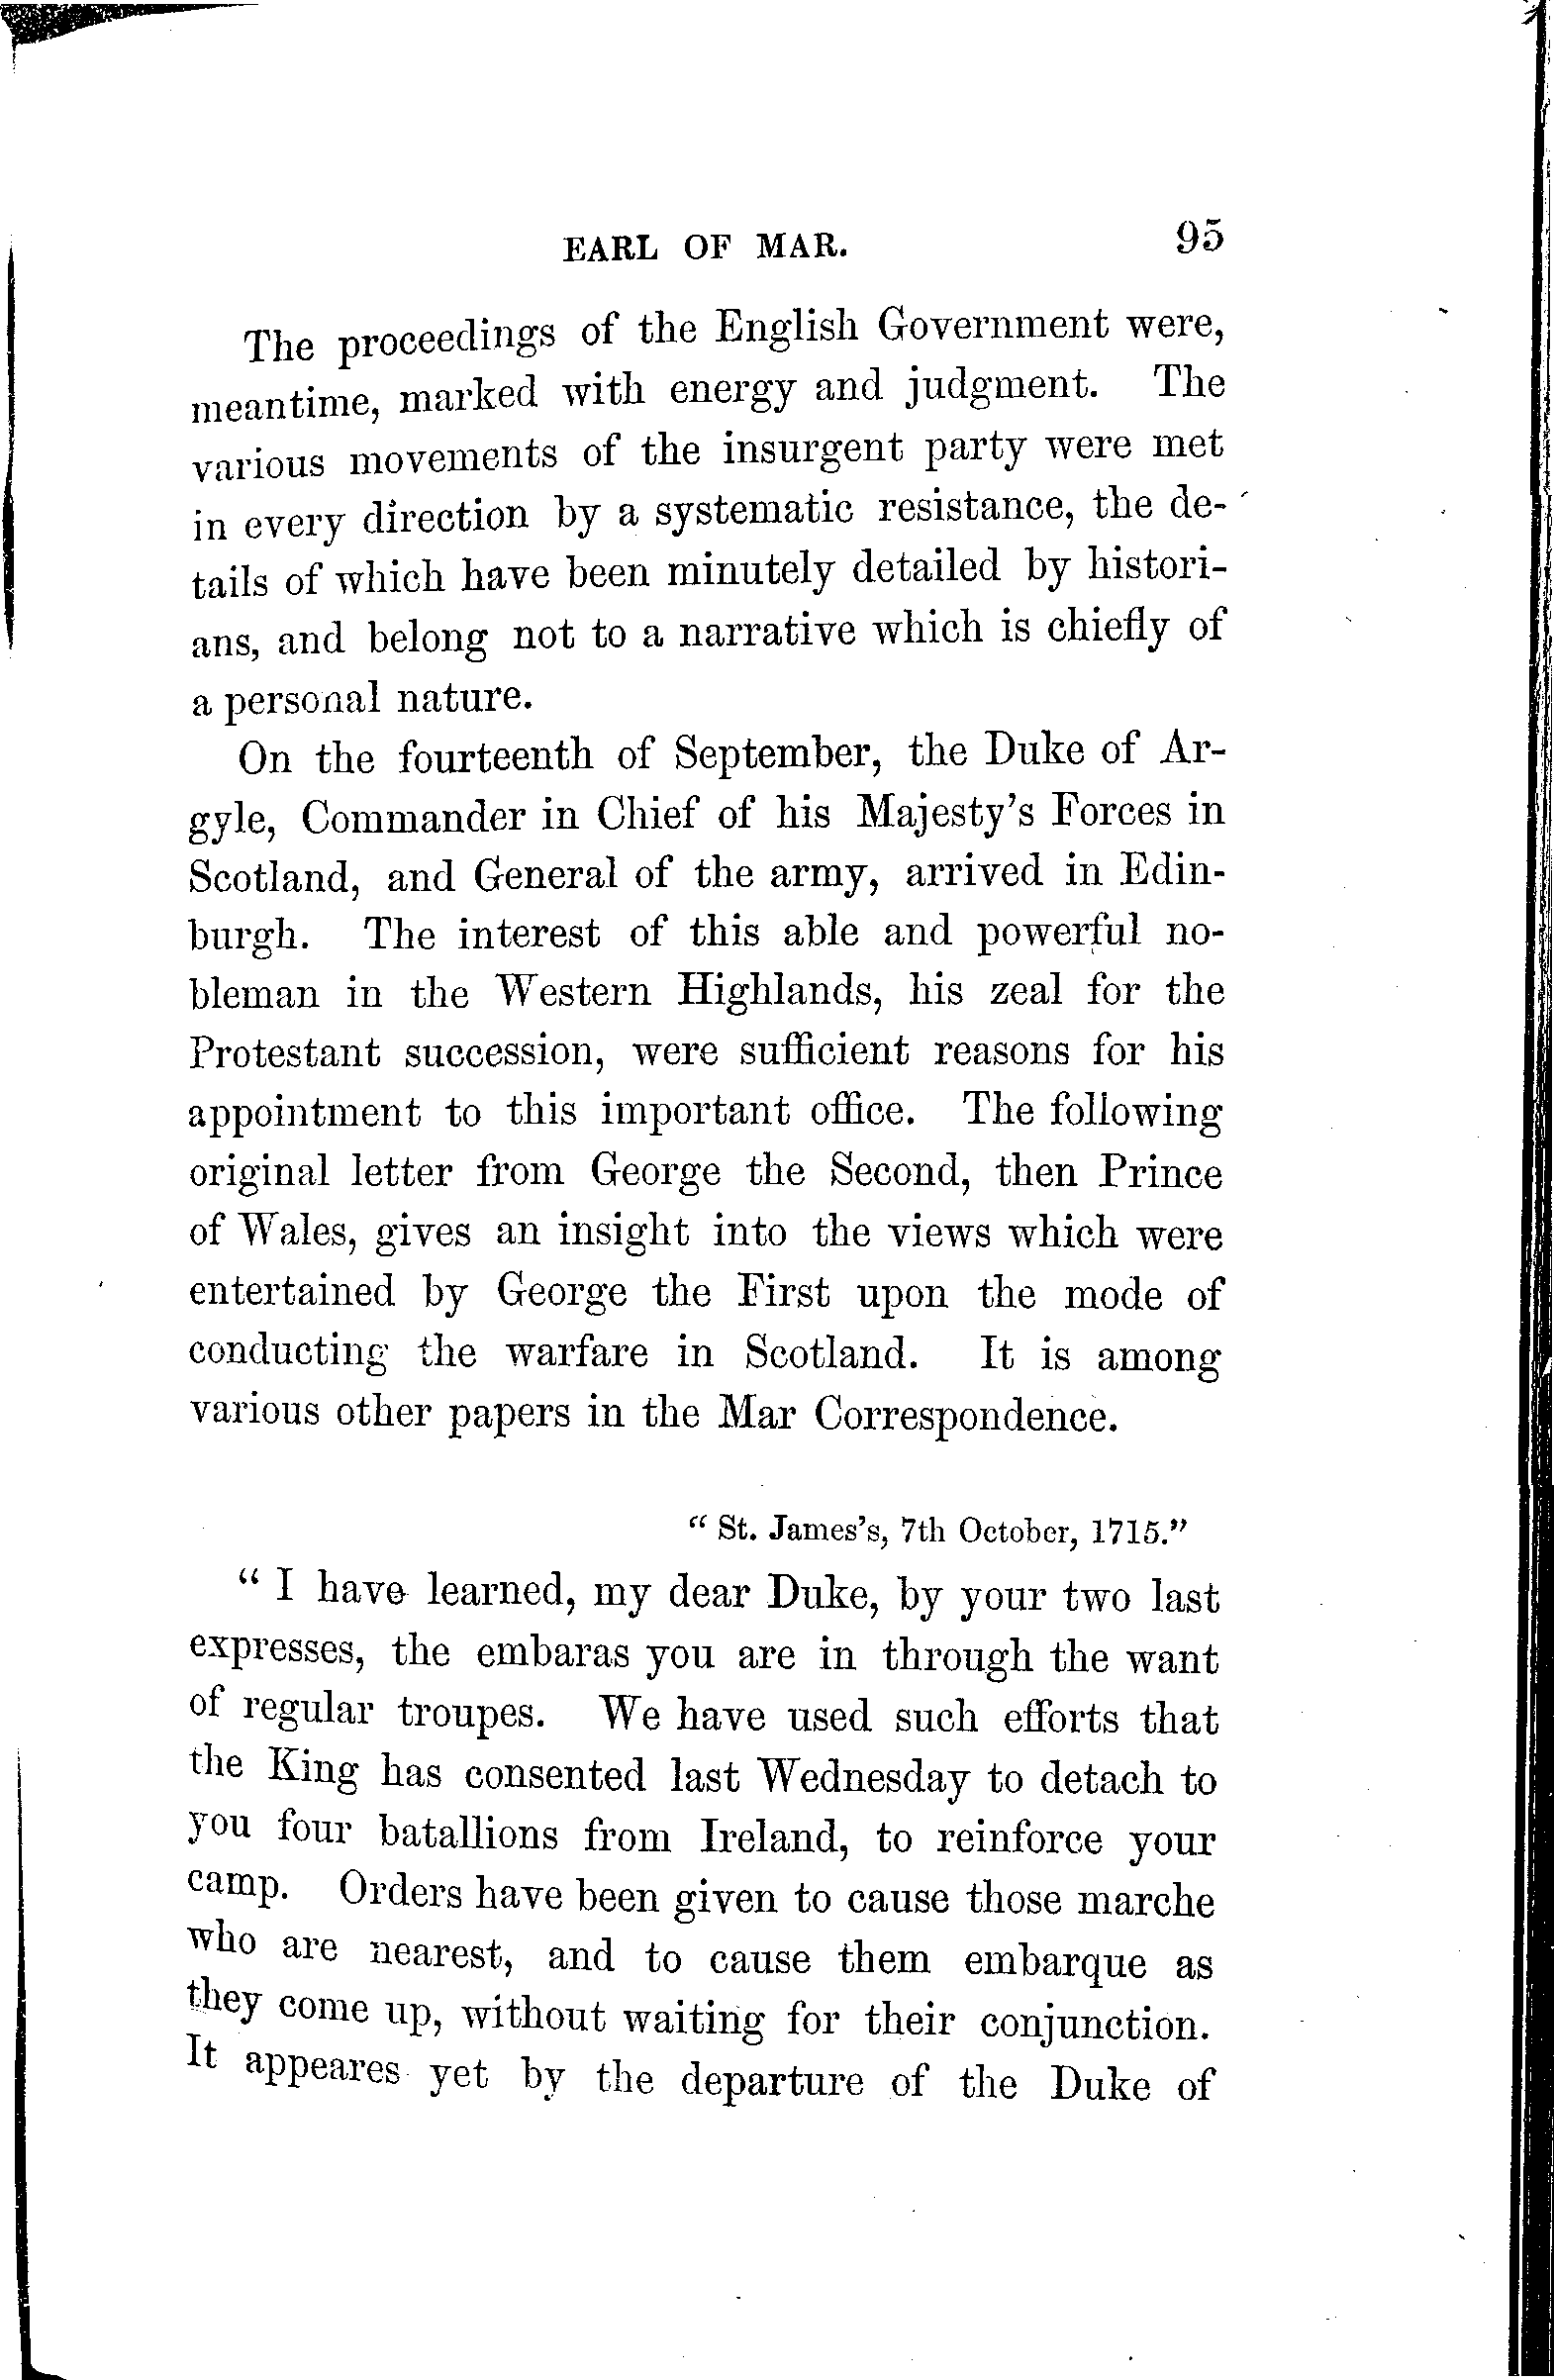 EARL OF MAR. 95
The proceedings of the English Government were,
meantime, marked with energy and judgment. The
various movements of the insurgent party were met
in every direction by a systematic resistance, the de-
tails of which have been minutely detailed by histori-
ans, and belong not to a narrative which is chiefly of
a personal nature.
On the fourteenth of September, the Duke of Ar-
gyle, Commander in Chief of his Majesty's Forces in
Scotland, and General of the army, arrived in Edin-
burgh. The interest of this able and powerful no-
bleman in the Western Highlands, his zeal for the
Protestant succession, were sufficient reasons for his
appointment to this important office. The following
original letter from George the Second, then Prince
of Wales, gives an insight into the views which were
entertained by George the First upon the mode of
conducting the warfare in Scotland. It is among
various other papers in the Mar Correspondence.
"St. James's, 7th October, 1715."
"I have learned, my dear Duke, by your two last
expresses, the embaras you are in through the want
of regular troupes. We have used such efforts that
the King has consented last Wednesday to detach to
you four batallions from Ireland, to reinforce your
camp. Orders have been given to cause those marche
who are nearest, and to cause them embarque as
they come up, without waiting for their conjunction.
It appeares yet by the departure of the Duke of